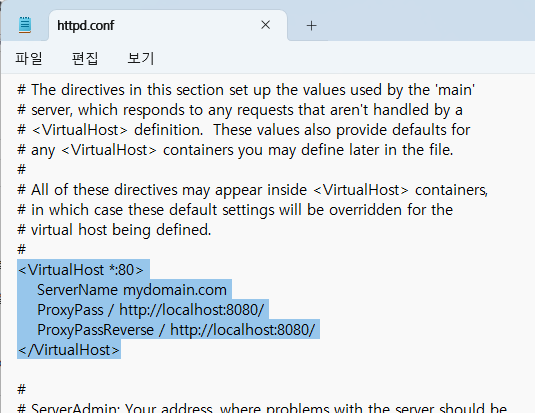 httpd.conf
파일 편집 보기
# The directives in this section set up the values used by the 'main'
# server, which responds to any requests that aren't handled by a
# <VirtualHost> definition.  These values also provide defaults for
# any <VirtualHost> containers you may define later in the file.
#
# All of these directives may appear inside <VirtualHost> containers,
# in which case these default settings will be overridden for the
# virtual host being defined.
#
<VirtualHost *:80>
    ServerName mydomain.com
    ProxyPass / http://localhost:8080/
    ProxyPassReverse / http://localhost:8080/
</VirtualHost>
#
# ServerAdmin: Your address, where problems with the server should be